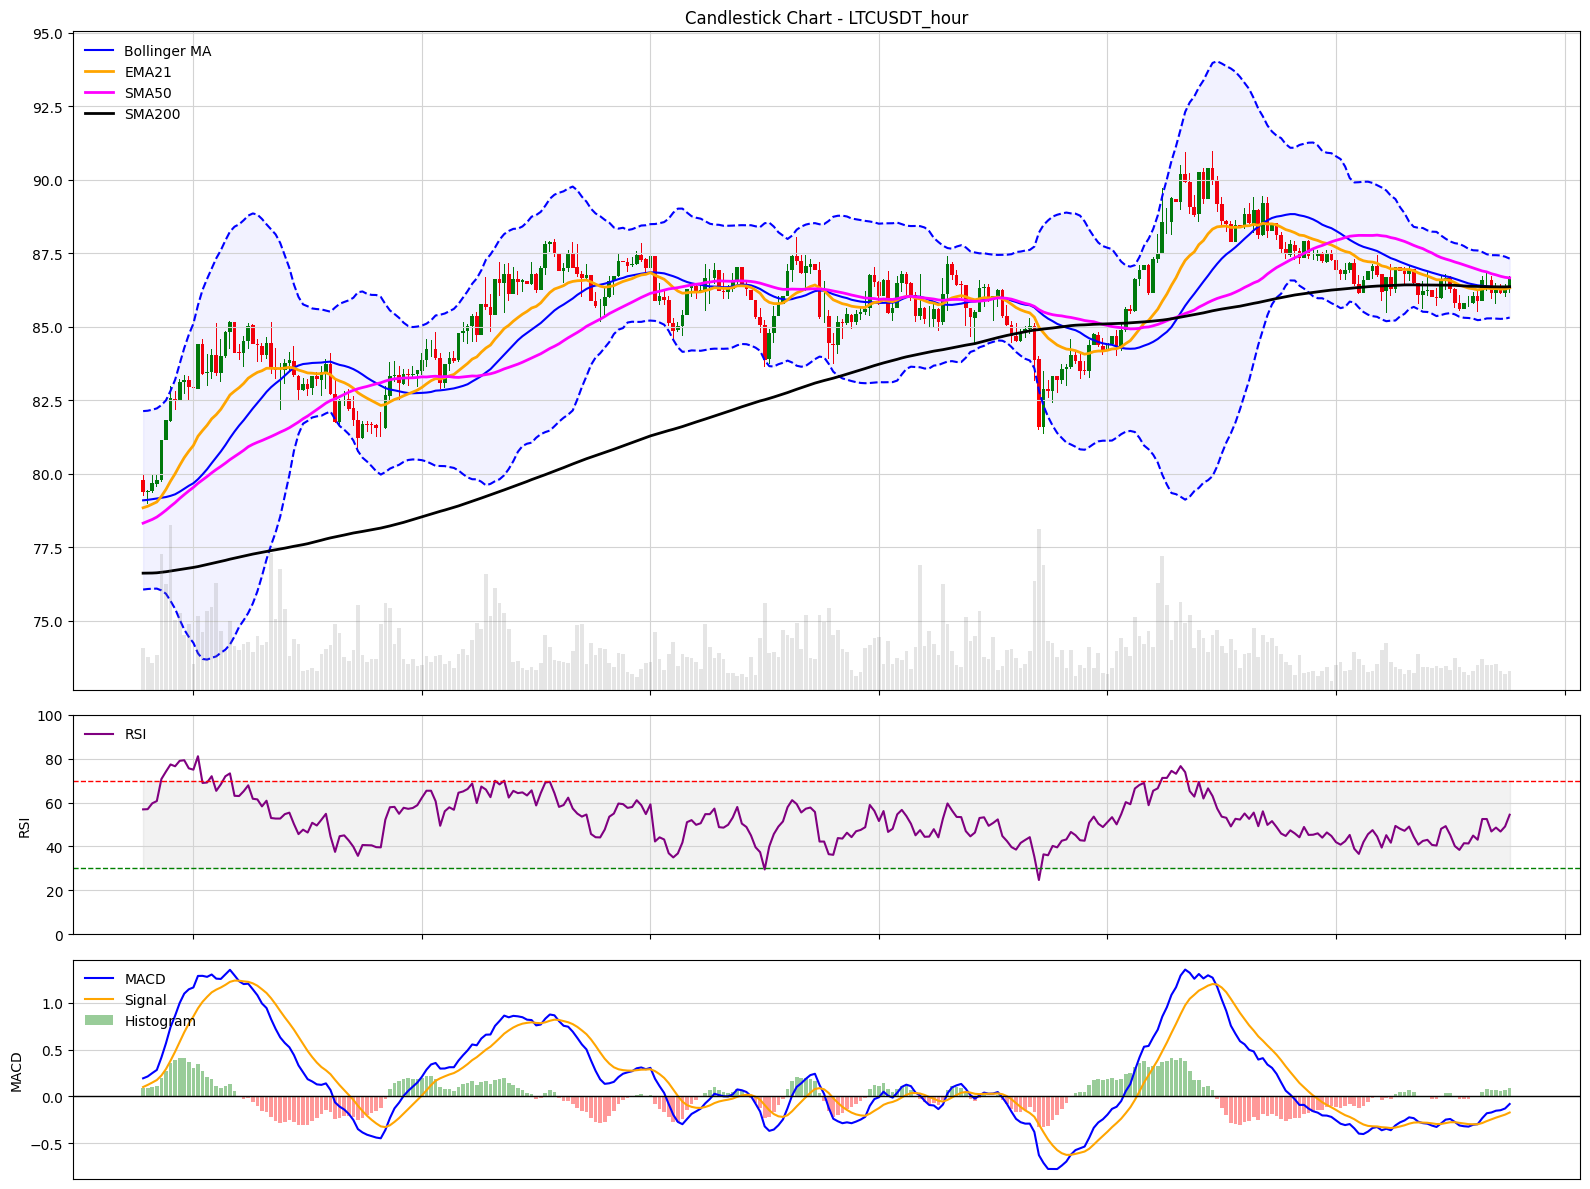 Candlestick Chart - LTCUSDT_hour
Bollinger MA
EMA21
SMA50
SMA200
95.0
92.5
90.0
87.5
85.0
82.5
80.0
77.5
75.0
RSI
100
80
60
40
20
0
RSI
MACD
Signal
Histogram
1.0
0.5
0.0
−0.5
MACD